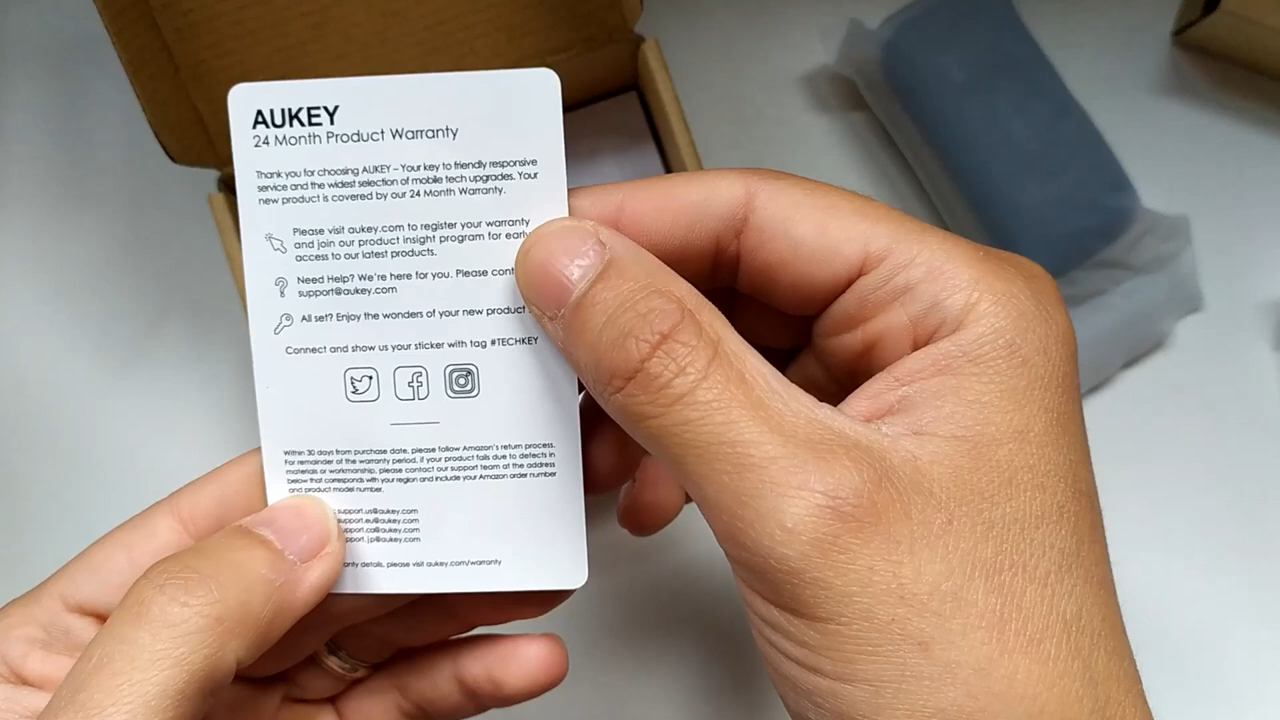 AUKEY
24 Month Product Warranty
Thank you for choosing AUKEY – Your key to friendly responsive
service and the widest selection of mobile tech upgrades. Your
new product is covered by our 24 Month Warranty.
Please visit aukey.com to register your warranty
and join our product insight program for early
access to our latest products.
Need Help? We're here for you. Please cont
support@aukey.com
All set? Enjoy the wonders of your new product
Connect and show us your sticker with tag #TECHKEY
Within 30 days from purchase date, please follow Amazon's return process.
For remainder of the warranty period, if your product fails due to defects in
materials or workmanship, please contact our support team at the address
below that corresponds with your region and include your Amazon order number
and product model number.
: support.us@aukey.com
support.eu@aukey.com
pport.ca@aukey.com
pport.jp@aukey.com
anty details, please visit aukey.com/warranty